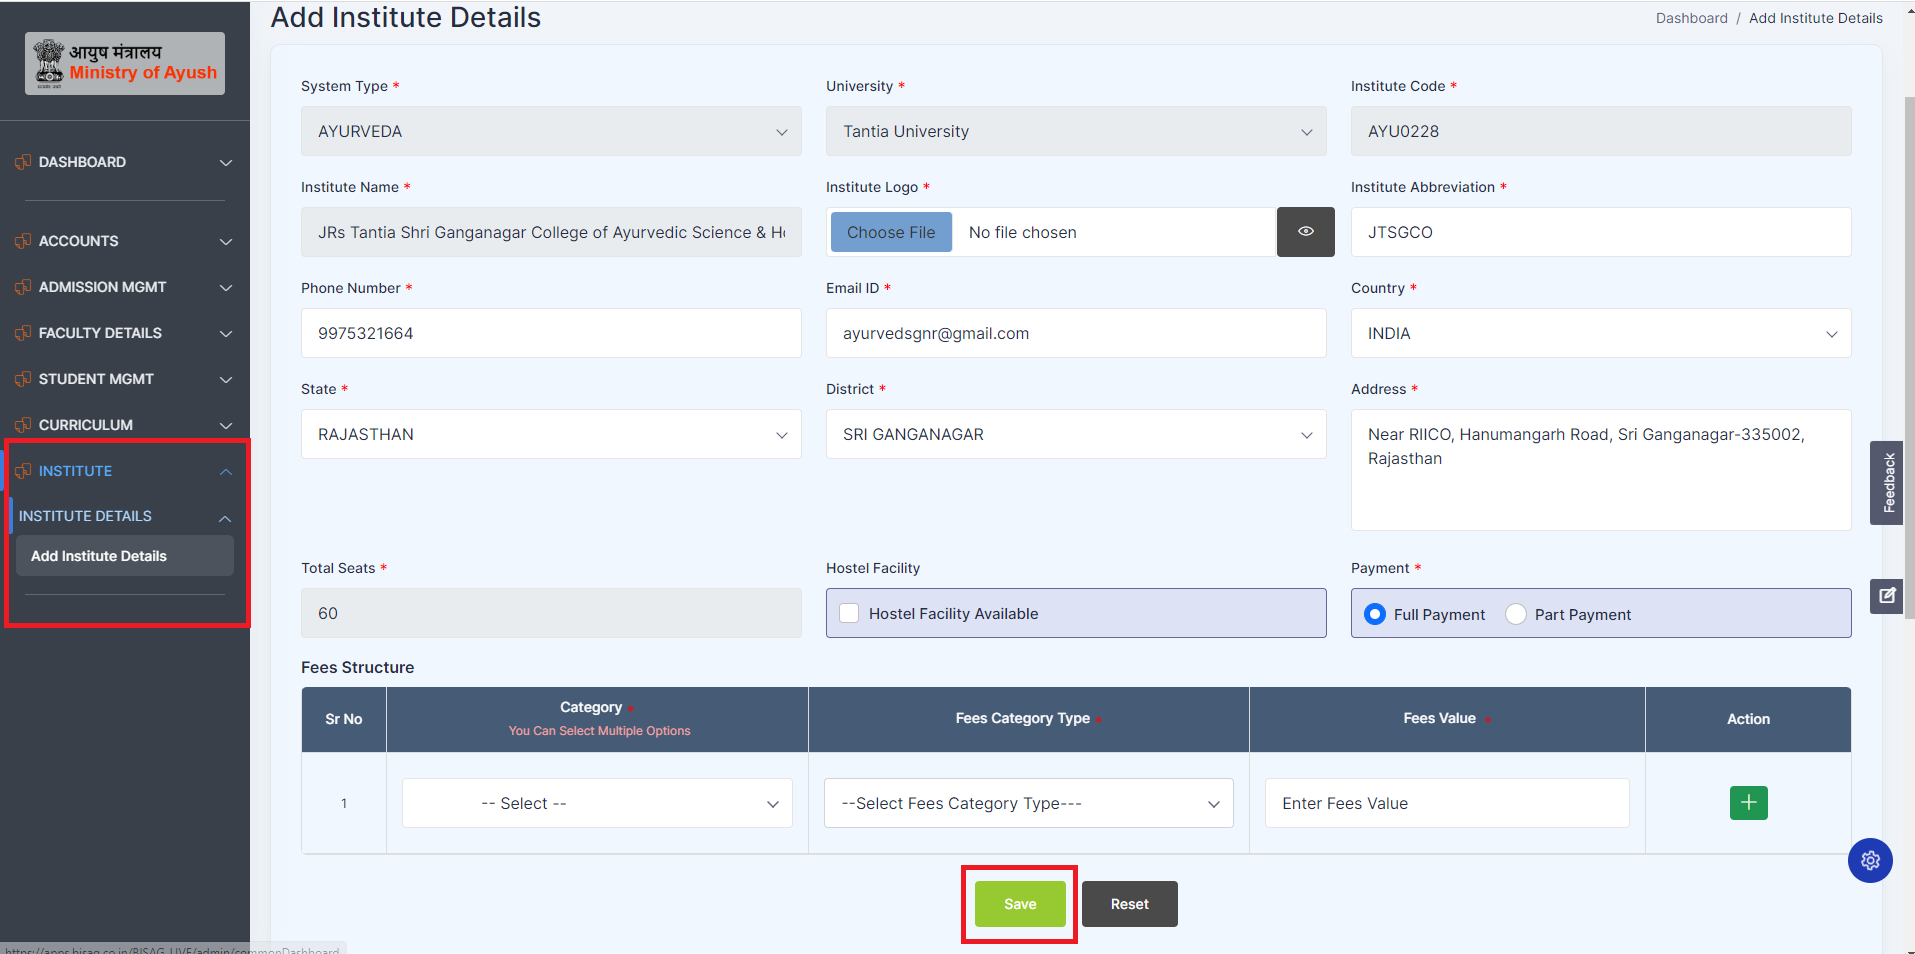 Add Institute Details
Dashboard / Add Institute Details
आयुष मंत्रालय
Ministry of Ayush
DASHBOARD
ACCOUNTS
ADMISSION MGMT
FACULTY DETAILS
STUDENT MGMT
CURRICULUM
INSTITUTE
INSTITUTE DETAILS
Add Institute Details
System Type *
University *
Institute Code *
AYURVEDA
Tantia University
AYU0228
Institute Name *
Institute Logo *
Institute Abbreviation *
JRs Tantia Shri Ganganagar College of Ayurvedic Science &
Choose File No file chosen
JTSGCO
Phone Number *
Email ID *
Country *
9975321664
ayurvedsgnr@gmail.com
INDIA
State *
District *
Address *
RAJASTHAN
SRI GANGANAGAR
Near RIICO, Hanumangarh Road, Sri Ganganagar-335002,
Rajasthan
Total Seats *
Hostel Facility
Payment *
60
Hostel Facility Available
Full Payment Part Payment
Fees Structure
Sr No
Category *
You Can Select Multiple Options
Fees Category Type *
Fees Value *
Action
1
-- Select --
--Select Fees Category Type---
Enter Fees Value
+
Save
Reset
Feedback
https://apps.bisag.co.in/BISAG_LIVE/admin/commonDashboard